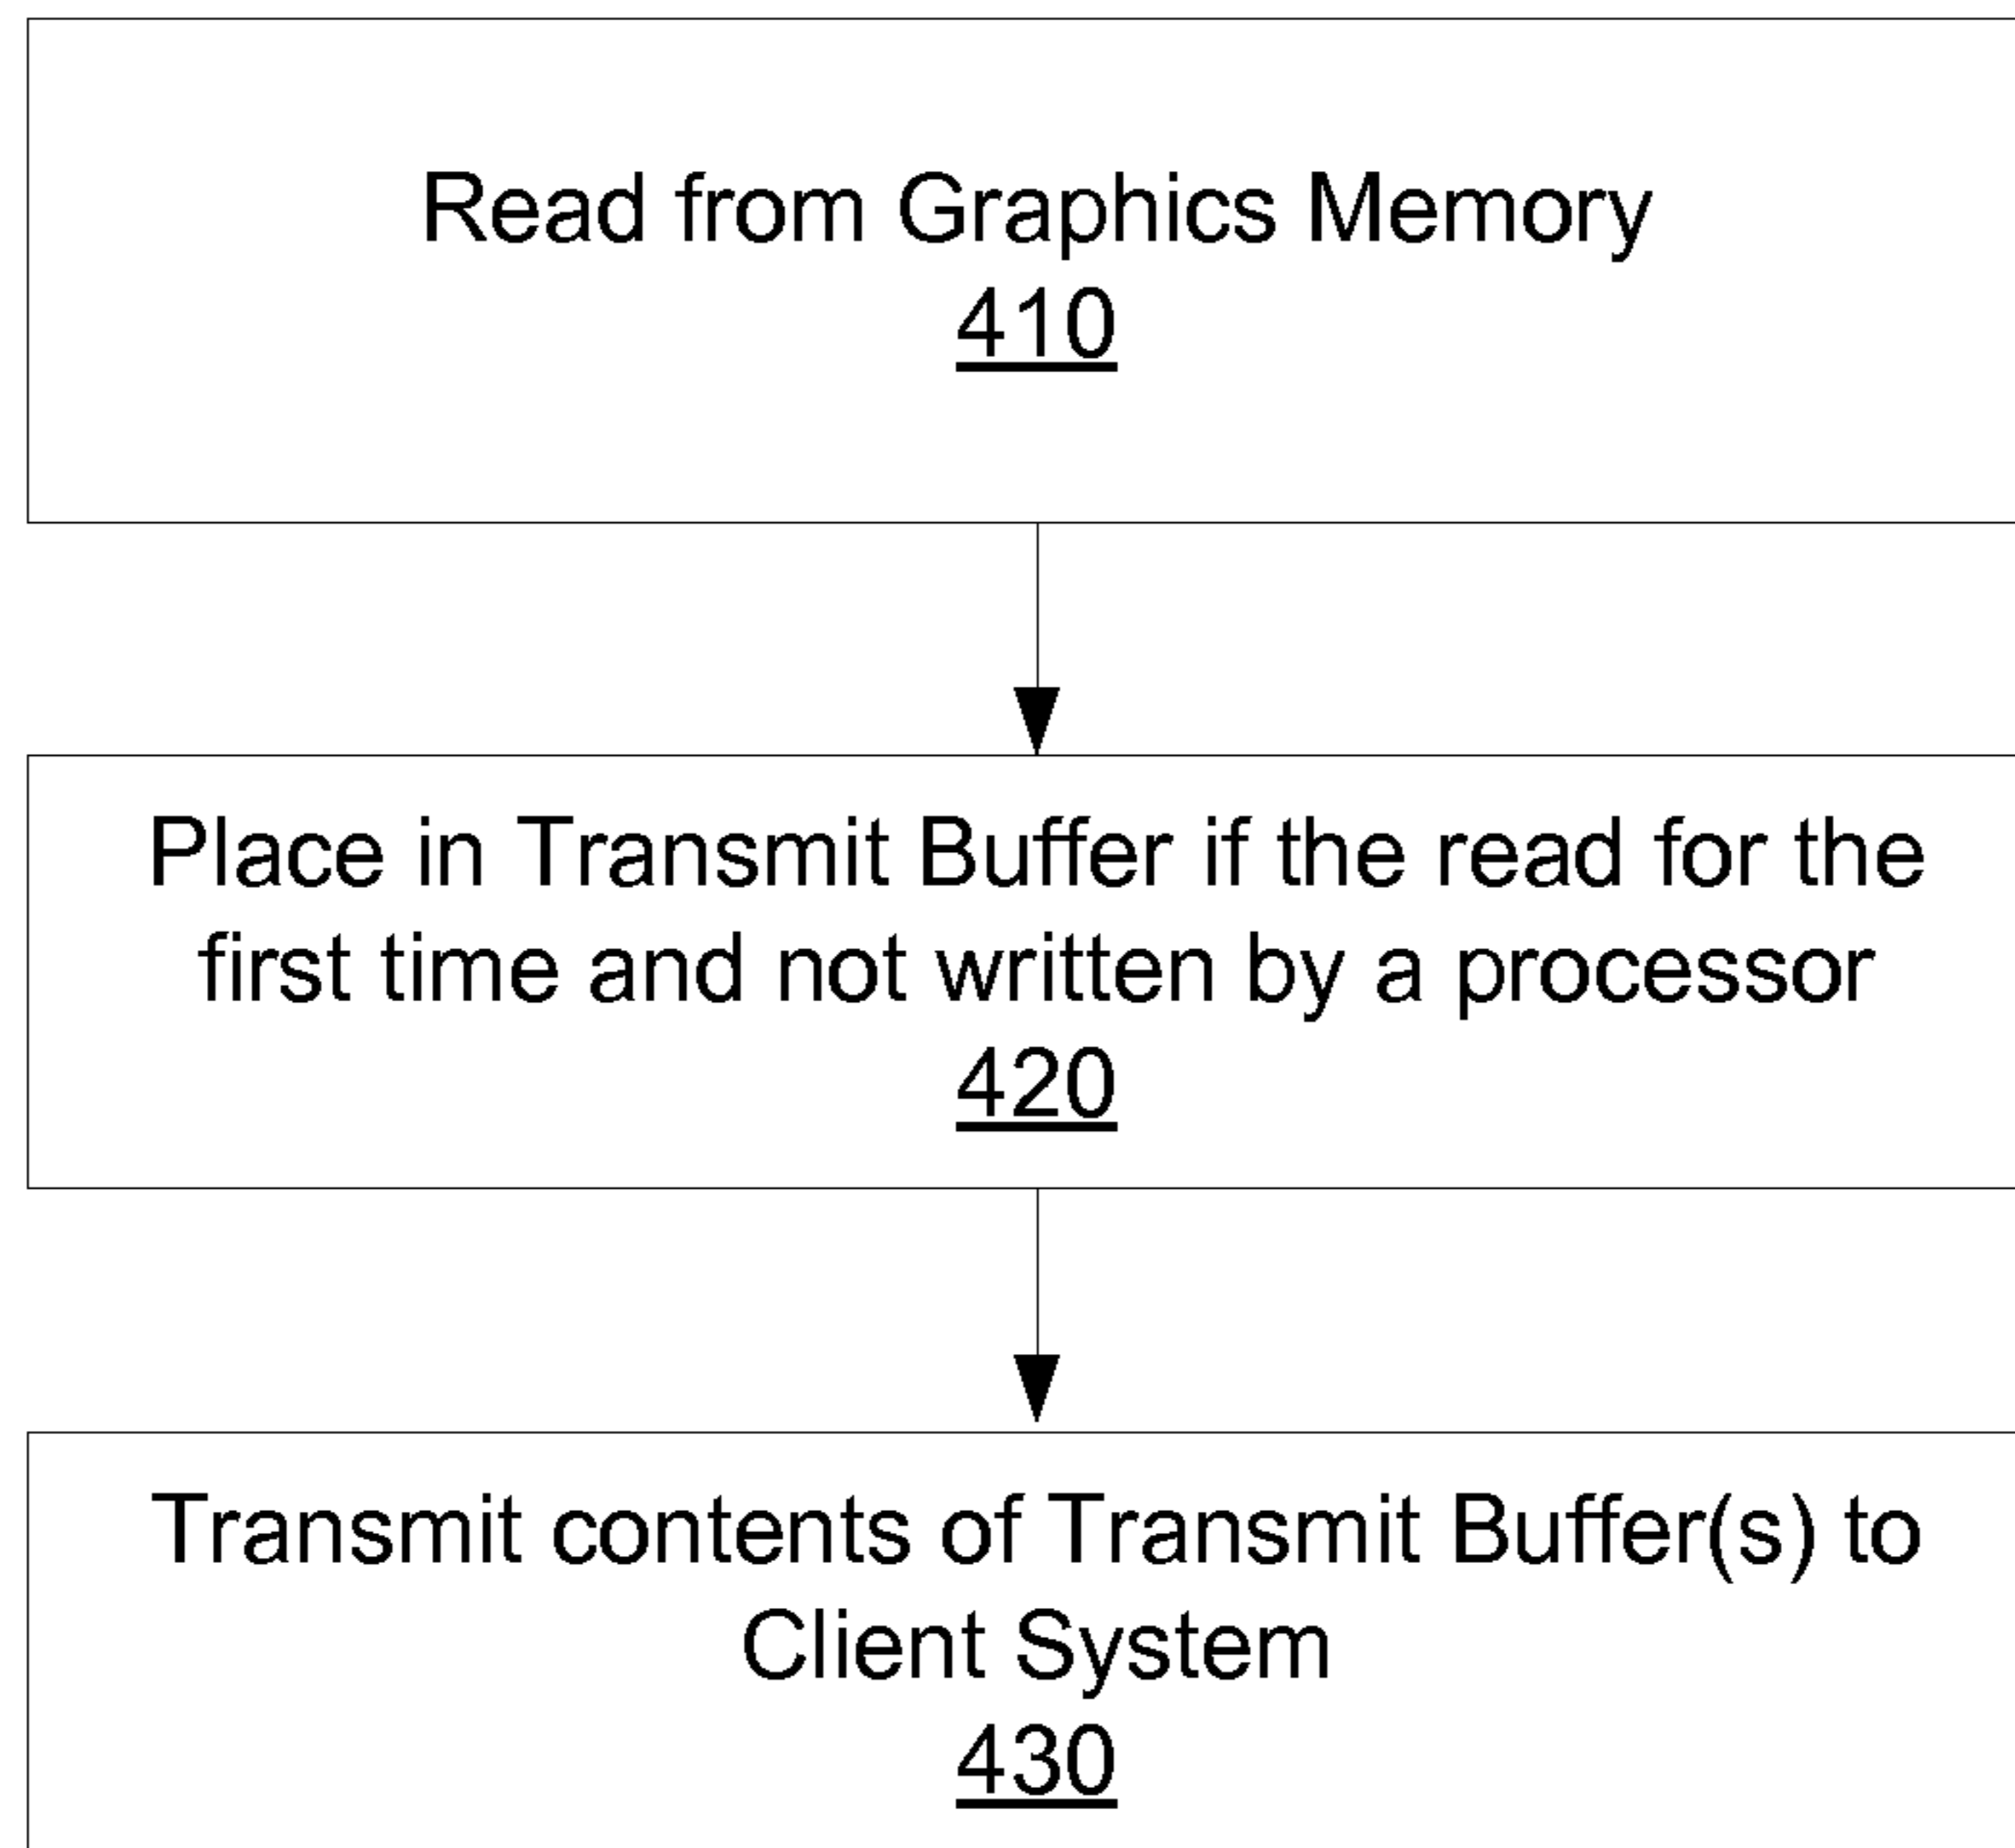 Read from Graphics Memory
410
Place in Transmit Buffer if the read for the
first time and not written by a processor
420
Transmit contents of Transmit Buffer(s) to
Client System
430